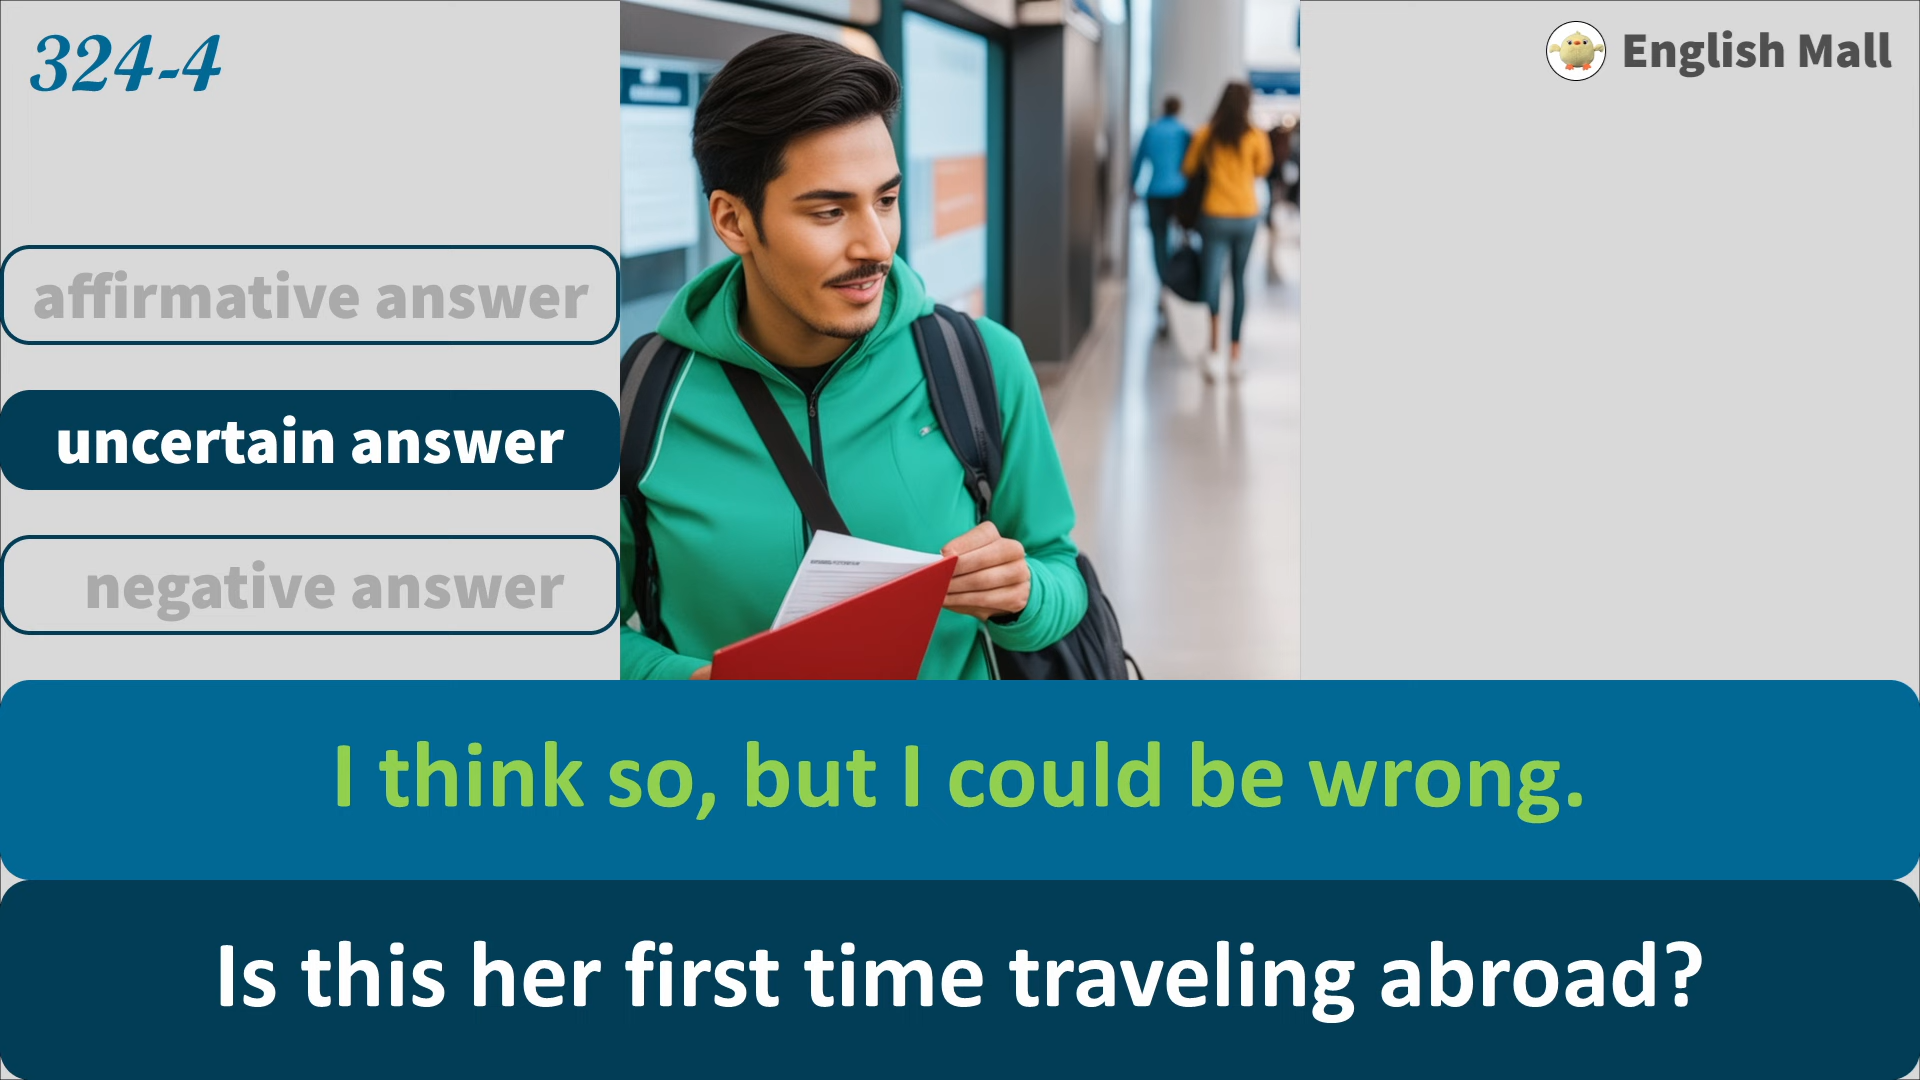 324-4
English Mall
affirmative answer
uncertain answer
negative answer
I think so, but I could be wrong.
Is this her first time traveling abroad?